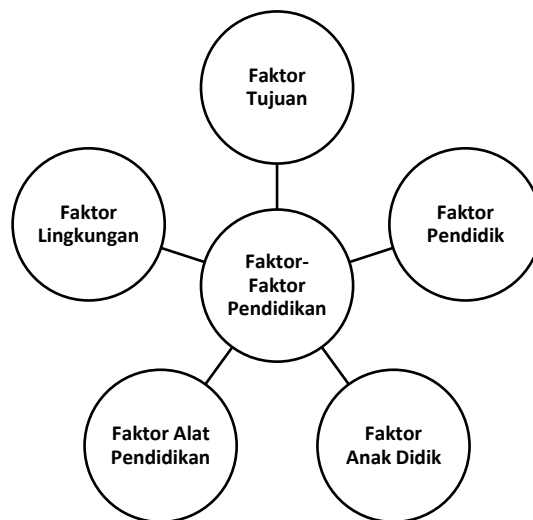 Faktor
Tujuan
Faktor
Lingkungan
Faktor
Pendidik
Faktor-
Faktor
Pendidikan
Faktor Alat
Pendidikan
Faktor
Anak Didik